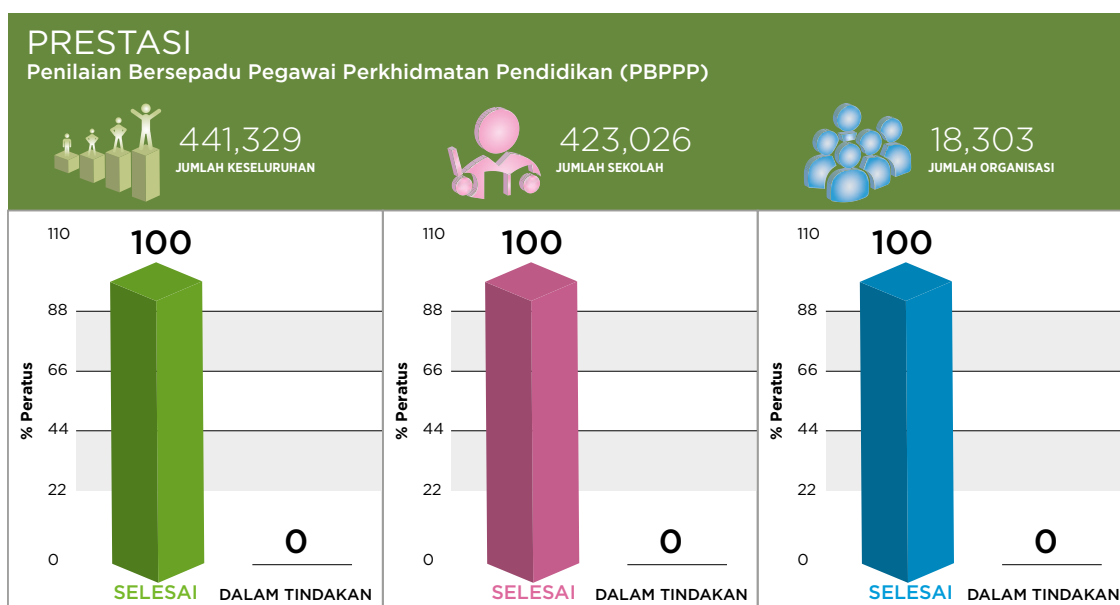 PRESTASI
Penilaian Bersepadu Pegawai Perkhidmatan Pendidikan (PBPPP)
441,329
JUMLAH KESELURUHAN
423,026
JUMLAH SEKOLAH
18,303
JUMLAH ORGANISASI
% Peratus
110
88
66
44
22
0
100
0
SELESAI
DALAM TINDAKAN
% Peratus
110
88
66
44
22
0
100
0
SELESAI
DALAM TINDAKAN
% Peratus
110
88
66
44
22
0
100
0
SELESAI
DALAM TINDAKAN